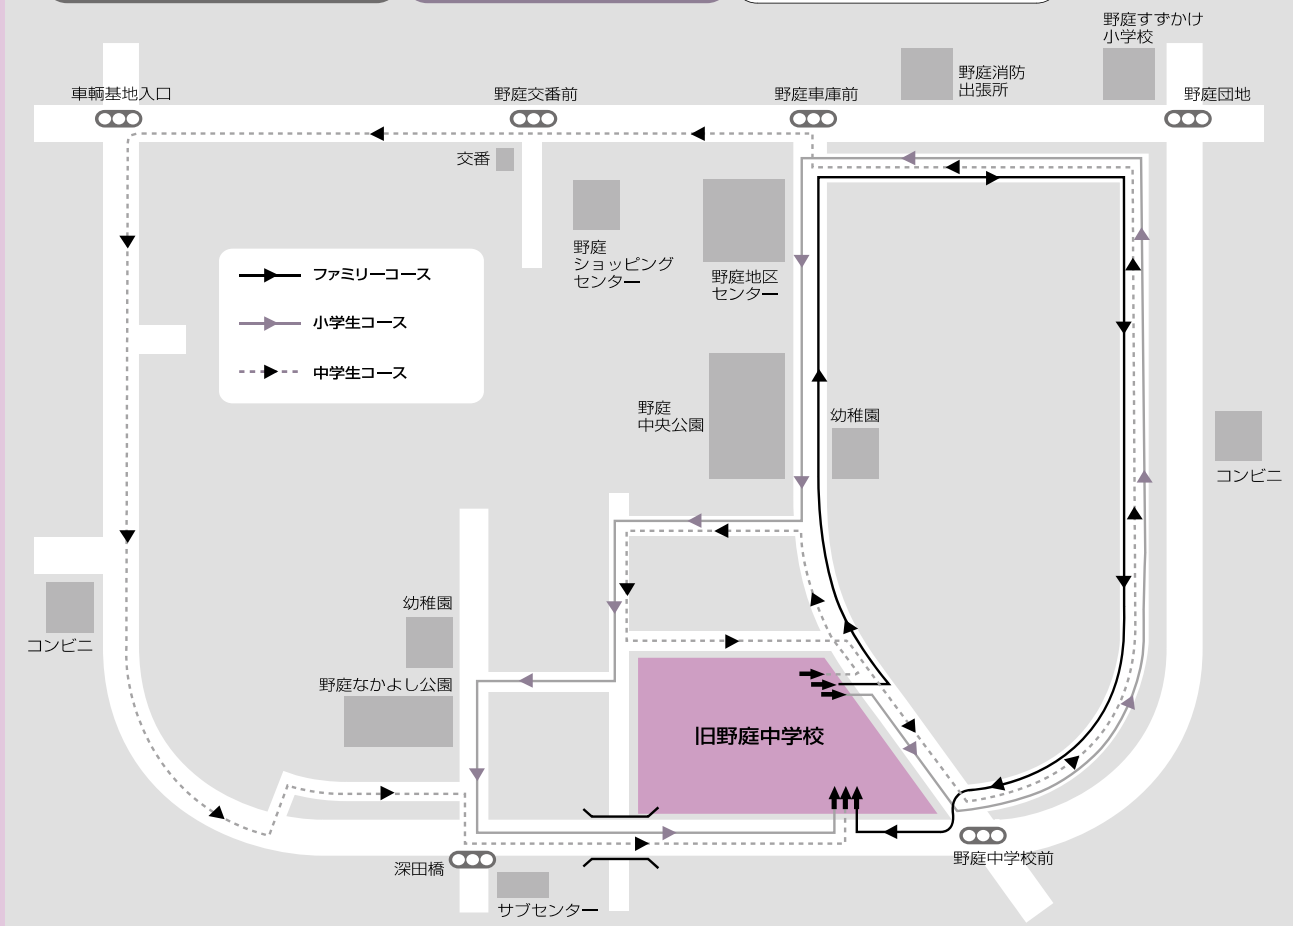 野庭すずかけ
小学校
野庭消防
出張所
車輌基地入口
野庭交番前
野庭車庫前
野庭団地
交番
野庭
ショッピング
センター
野庭地区
センター
ファミリーコース
小学生コース
中学生コース
野庭
中央公園
幼稚園
コンビニ
幼稚園
コンビニ
野庭なかよし公園
旧野庭中学校
深田橋
野庭中学校前
サブセンター